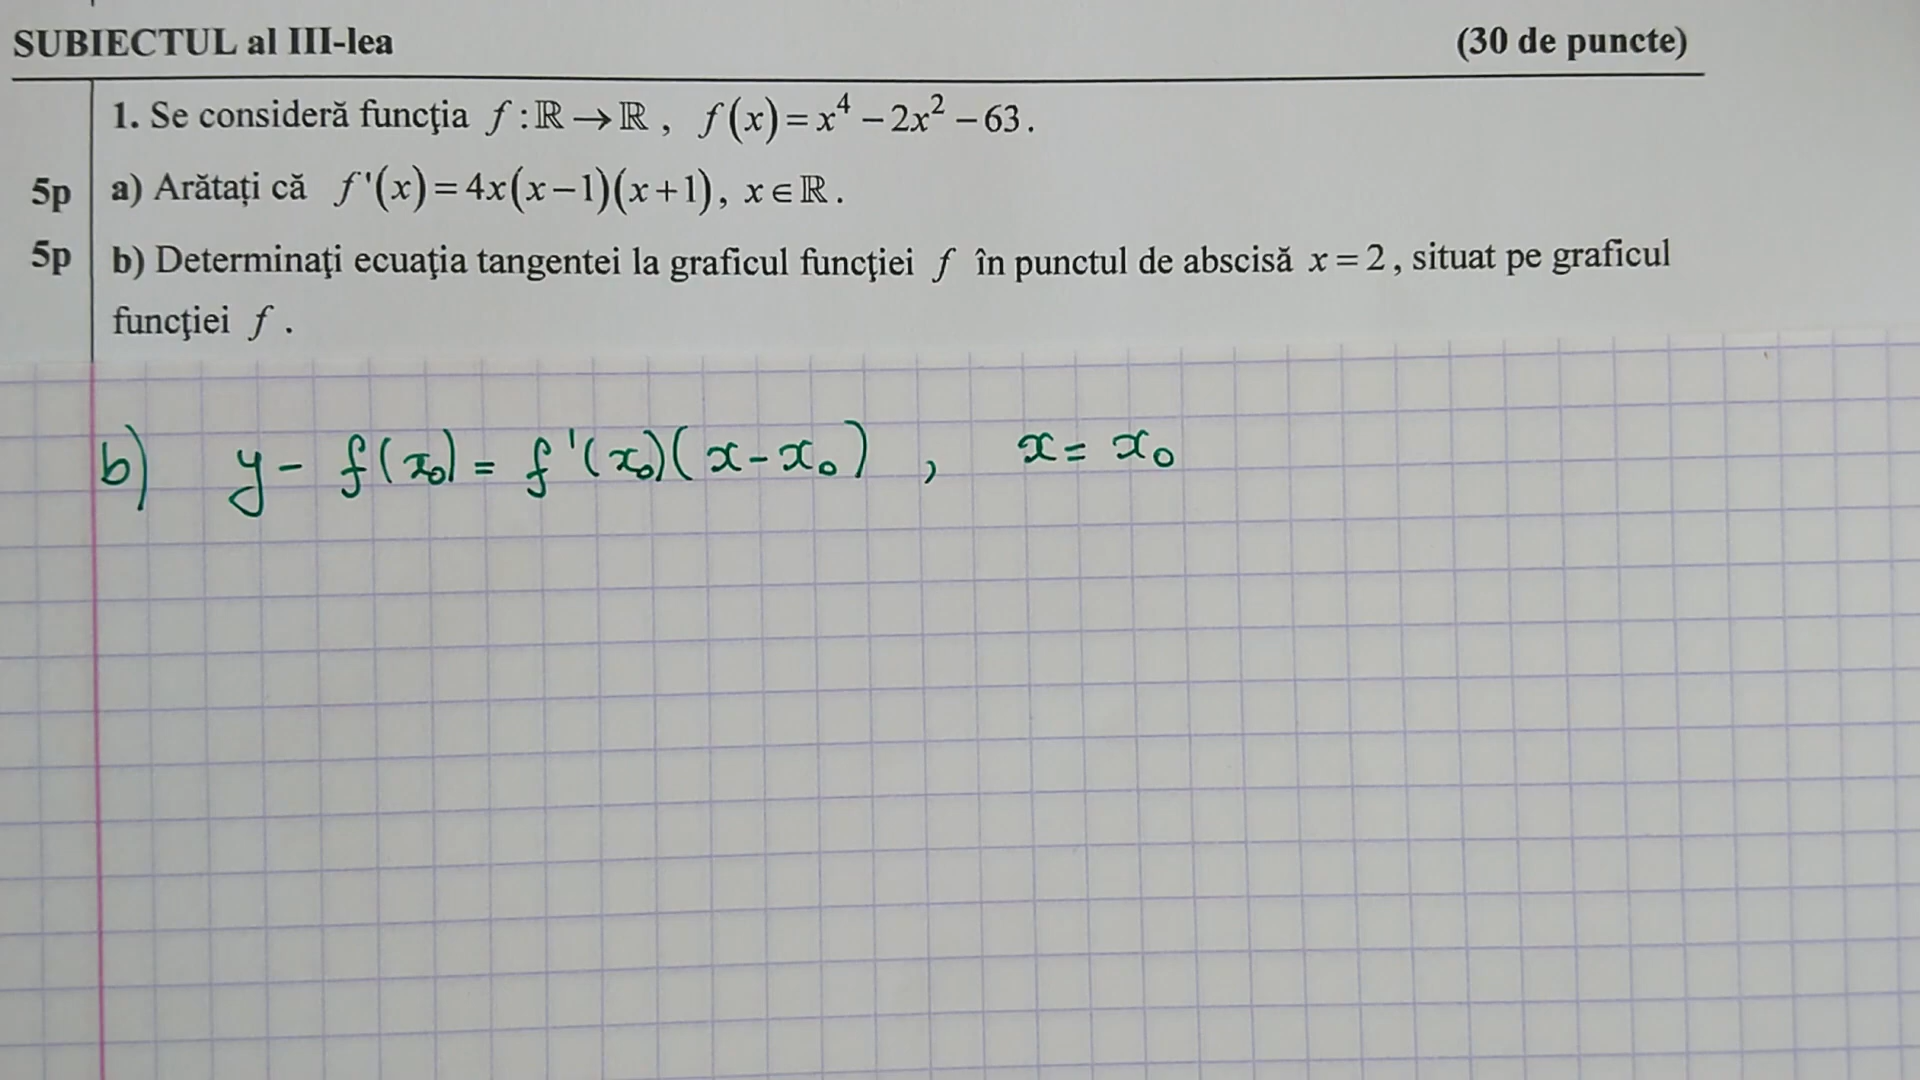 SUBIECTUL al III-lea (30 de puncte)
1. Se consideră funcţia f : ℝ → ℝ , f(x) = x⁴ − 2x² − 63 .
5p a) Arătați că f'(x) = 4x(x−1)(x+1), x ∈ ℝ .
5p b) Determinaţi ecuaţia tangentei la graficul funcţiei f în punctul de abscisă x = 2 , situat pe graficul
funcţiei f .
b) y − f(x₀) = f'(x₀)(x − x₀) , x = x₀